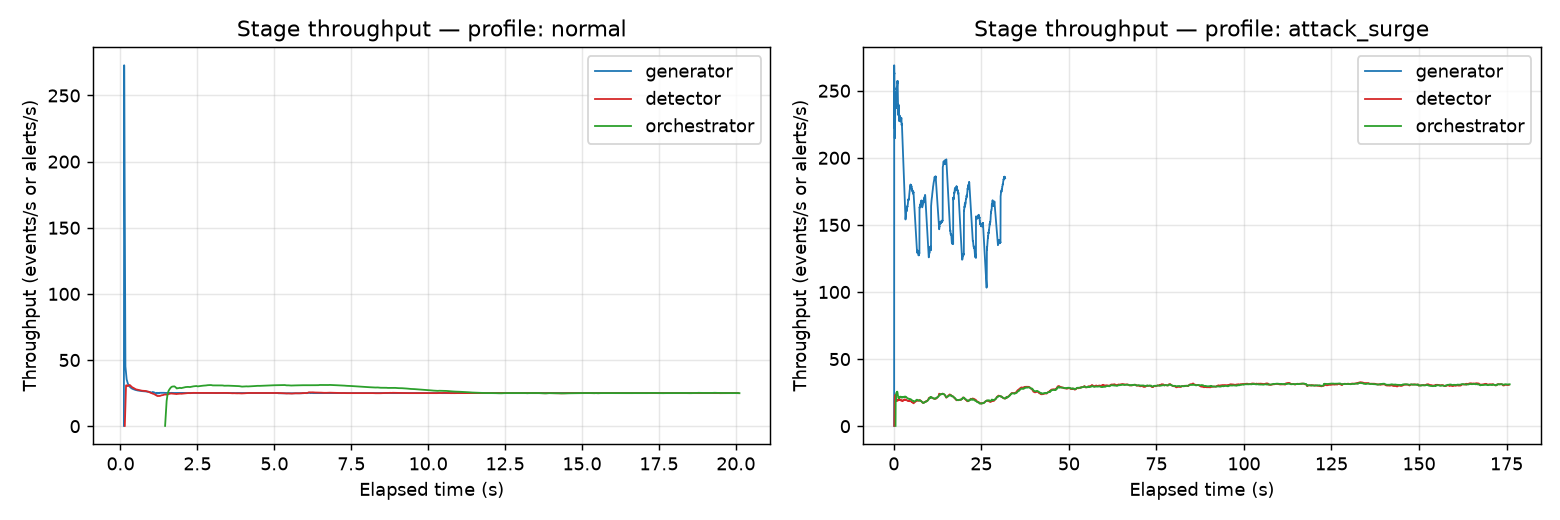 Stage throughput — profile: normal
Throughput (events/s or alerts/s)
250
200
150
100
50
0
generator
detector
orchestrator
0.0 2.5 5.0 7.5 10.0 12.5 15.0 17.5 20.0
Elapsed time (s)
Stage throughput — profile: attack_surge
Throughput (events/s or alerts/s)
250
200
150
100
50
0
generator
detector
orchestrator
0 25 50 75 100 125 150 175
Elapsed time (s)